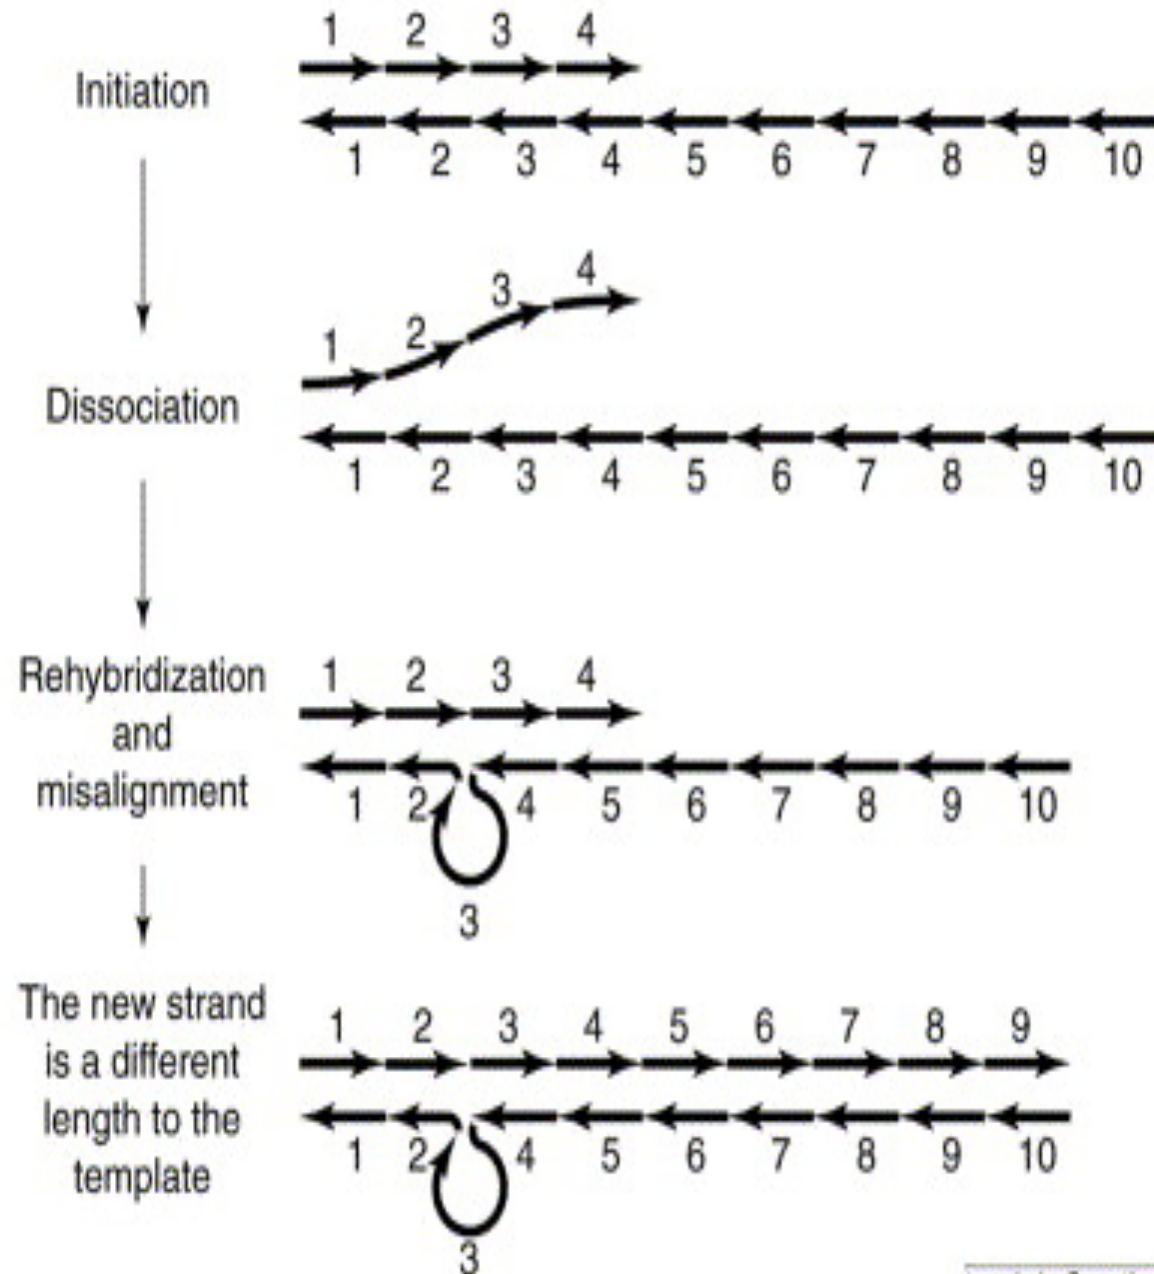 1 2 3 4
Initiation
1 2 3 4 5 6 7 8 9 10
1 2 3 4
Dissociation
1 2 3 4 5 6 7 8 9 10
Rehybridization
and
misalignment
1 2 3 4
1 2 4 5 6 7 8 9 10
3
The new strand
is a different
length to the
template
1 2 3 4 5 6 7 8 9
1 2 4 5 6 7 8 9 10
3